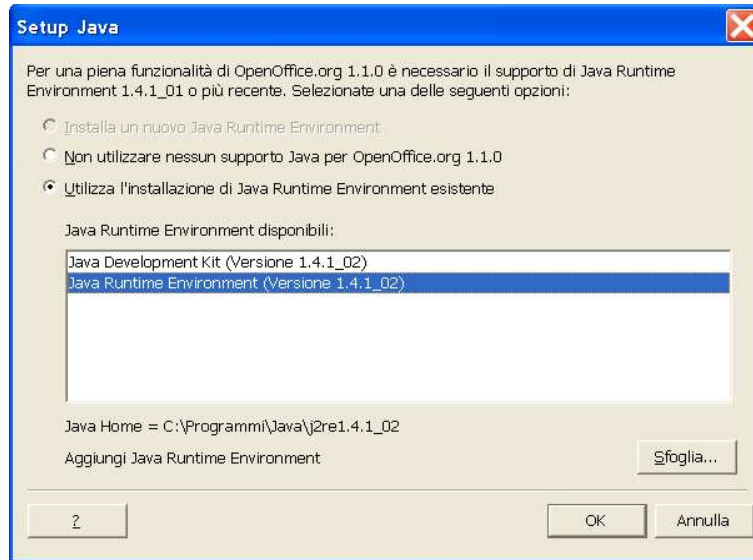 Setup Java
Per una piena funzionalità di OpenOffice.org 1.1.0 è necessario il supporto di Java Runtime
Environment 1.4.1_01 o più recente. Selezionate una delle seguenti opzioni:
Installa un nuovo Java Runtime Environment
Non utilizzare nessun supporto Java per OpenOffice.org 1.1.0
Utilizza l'installazione di Java Runtime Environment esistente
Java Runtime Environment disponibili:
Java Development Kit (Versione 1.4.1_02)
Java Runtime Environment (Versione 1.4.1_02)
Java Home = C:\Programmi\Java\j2re1.4.1_02
Aggiungi Java Runtime Environment
Sfoglia...
?
OK
Annulla